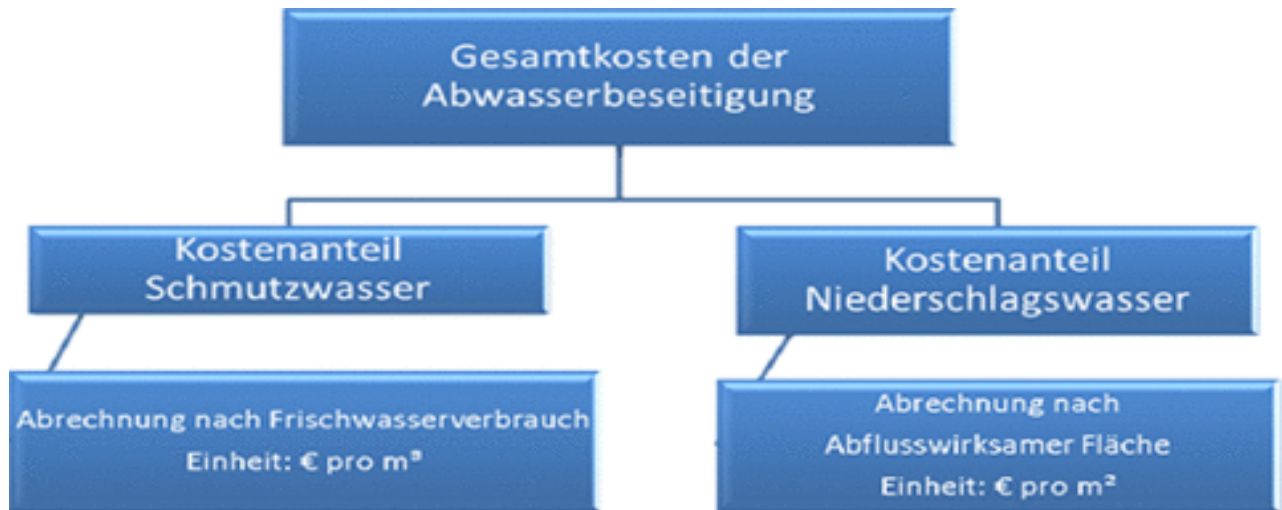 Gesamtkosten der
Abwasserbeseitigung
Kostenanteil
Schmutzwasser
Kostenanteil
Niederschlagswasser
Abrechnung nach Frischwasserverbrauch
Einheit: € pro m³
Abrechnung nach
Abflusswirksamer Fläche
Einheit: € pro m²